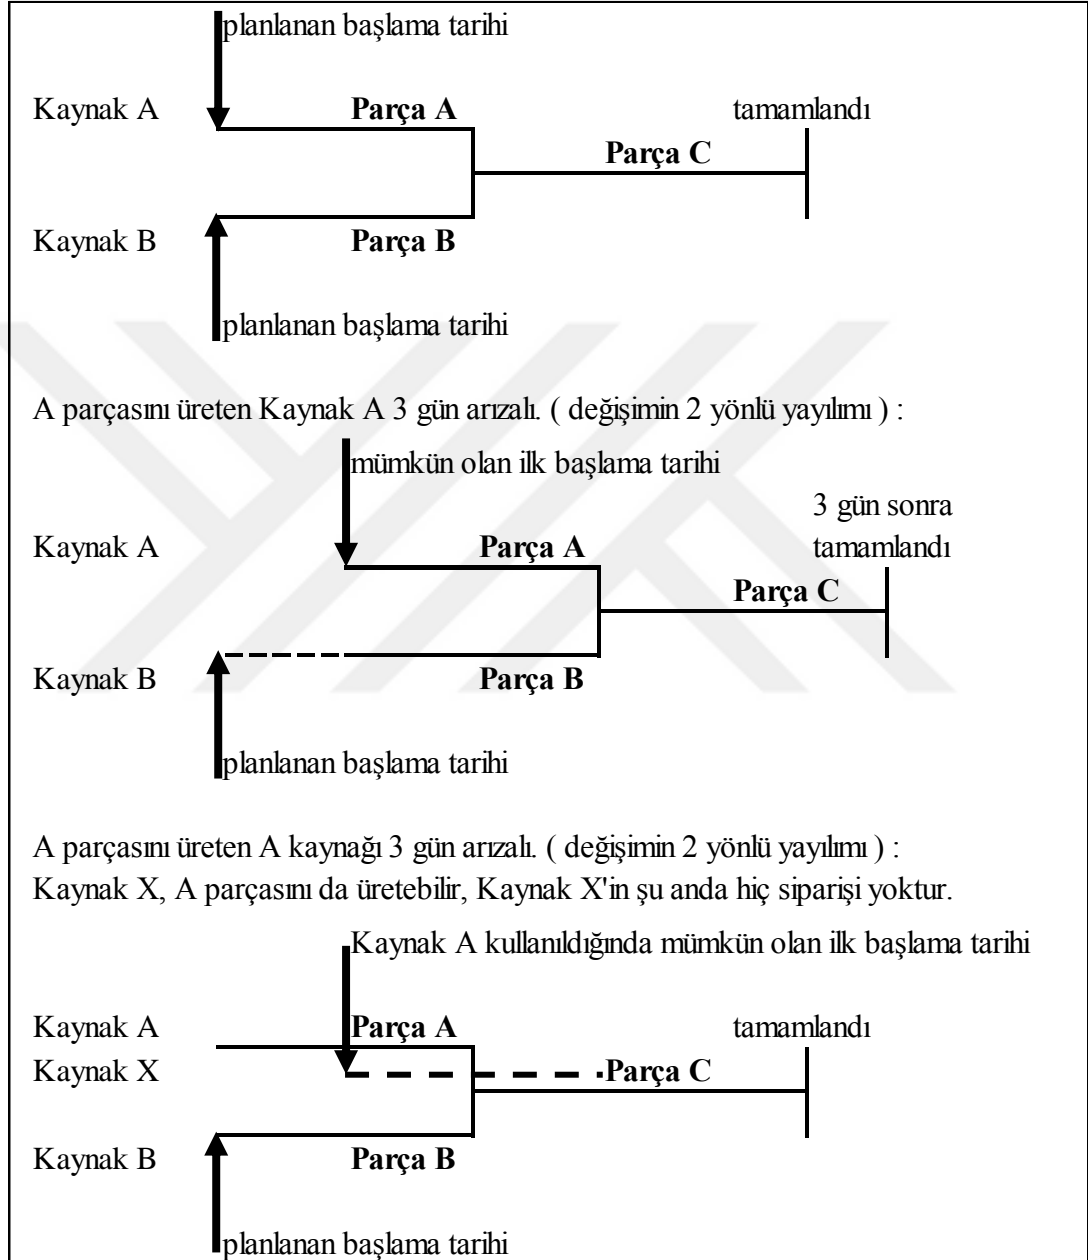 planlanan başlama tarihi
Kaynak A Parça A tamamlandı
Parça C
Kaynak B Parça B
planlanan başlama tarihi
A parçasını üreten Kaynak A 3 gün arızalı. ( değişimin 2 yönlü yayılımı ) :
mümkün olan ilk başlama tarihi
3 gün sonra
Kaynak A Parça A tamamlandı
Parça C
Kaynak B Parça B
planlanan başlama tarihi
A parçasını üreten A kaynağı 3 gün arızalı. ( değişimin 2 yönlü yayılımı ) :
Kaynak X, A parçasını da üretebilir, Kaynak X'in şu anda hiç siparişi yoktur.
Kaynak A kullanıldığında mümkün olan ilk başlama tarihi
Kaynak A Parça A tamamlandı
Kaynak X Parça C
Kaynak B Parça B
planlanan başlama tarihi